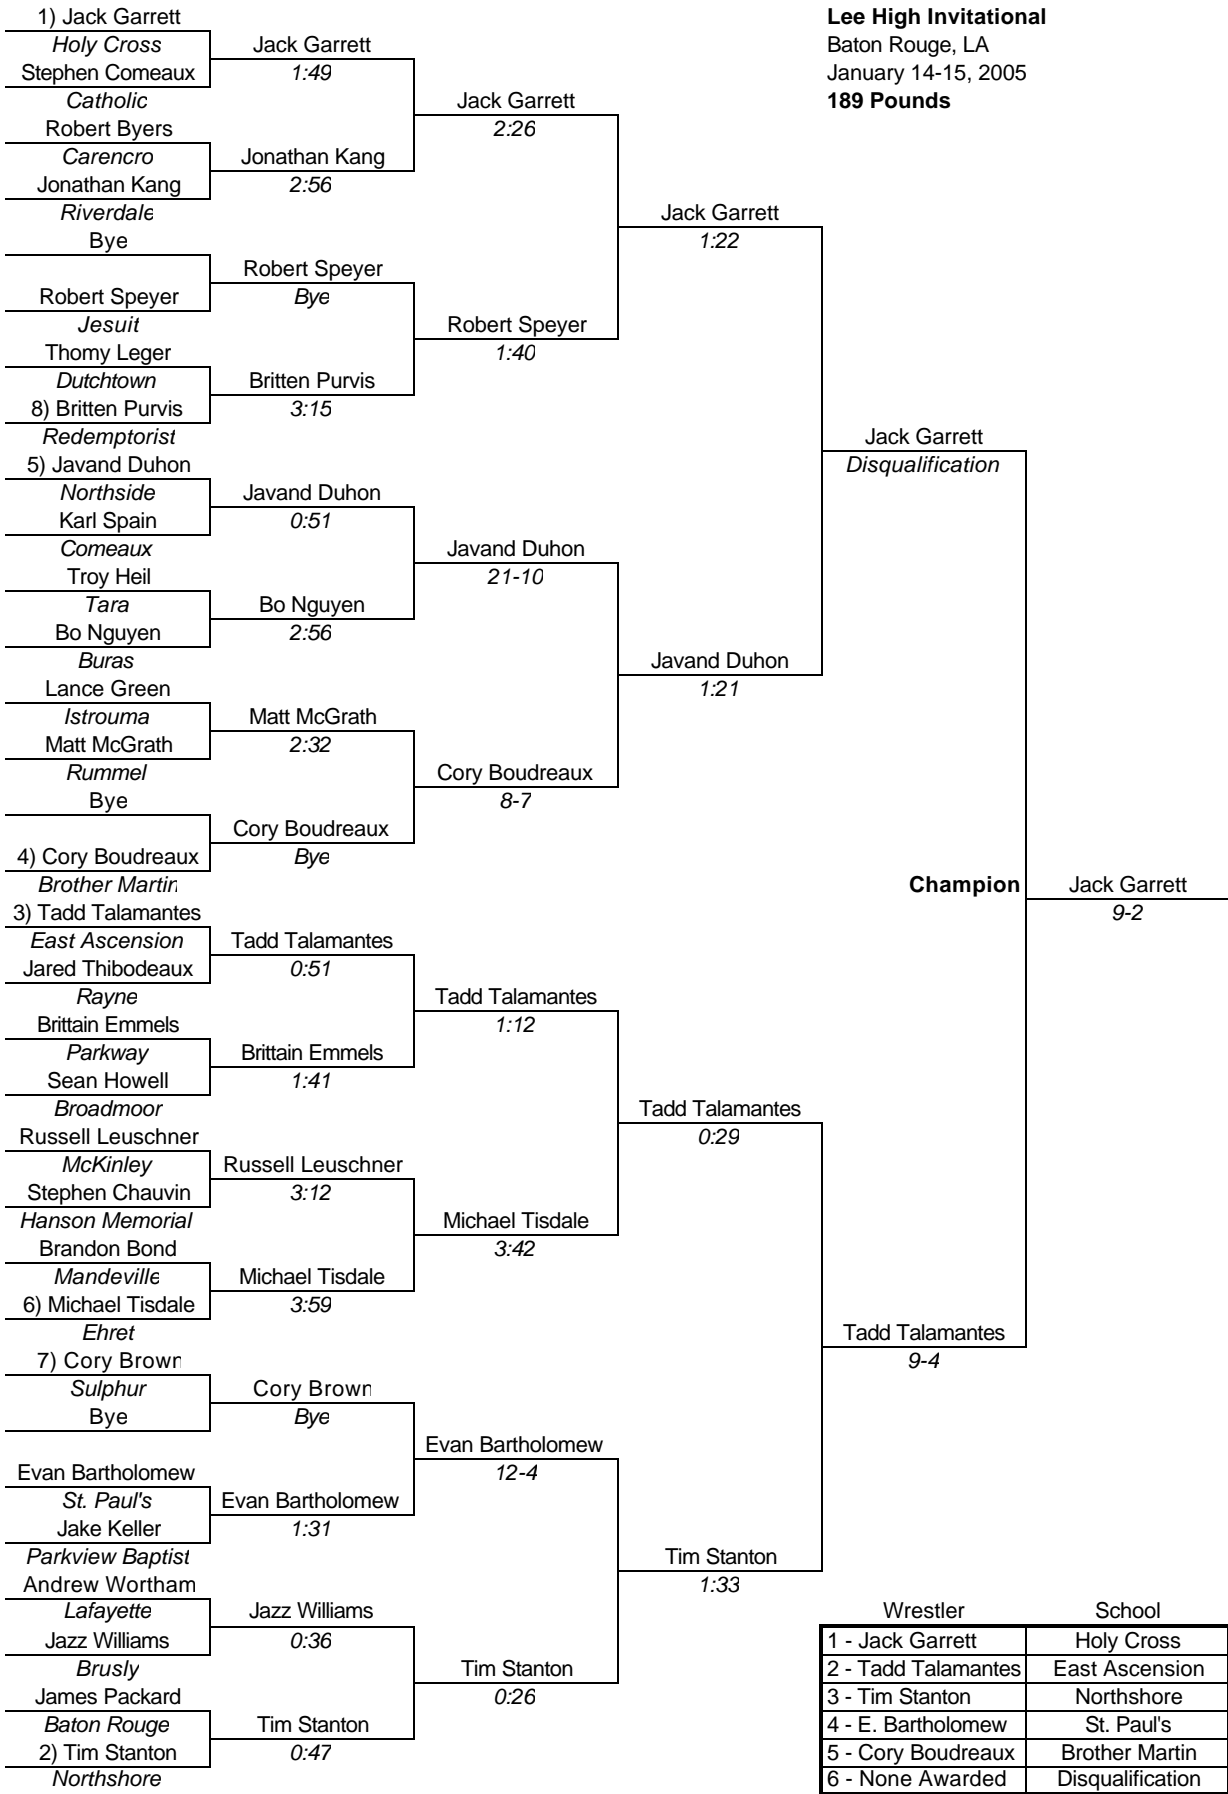 Lee High Invitational
Baton Rouge, LA
January 14-15, 2005
189 Pounds
1) Jack Garrett
Holy Cross
Stephen Comeaux
Catholic
Robert Byers
Carencro
Jonathan Kang
Riverdale
Bye
Robert Speyer
Jesuit
Thomy Leger
Dutchtown
8) Britten Purvis
Redemptorist
5) Javand Duhon
Northside
Karl Spain
Comeaux
Troy Heil
Tara
Bo Nguyen
Buras
Lance Green
Istrouma
Matt McGrath
Rummel
Bye
4) Cory Boudreaux
Brother Martin
3) Tadd Talamantes
East Ascension
Jared Thibodeaux
Rayne
Brittain Emmels
Parkway
Sean Howell
Broadmoor
Russell Leuschner
McKinley
Stephen Chauvin
Hanson Memorial
Brandon Bond
Mandeville
6) Michael Tisdale
Ehret
7) Cory Brown
Sulphur
Bye
Evan Bartholomew
St. Paul's
Jake Keller
Parkview Baptist
Andrew Wortham
Lafayette
Jazz Williams
Brusly
James Packard
Baton Rouge
2) Tim Stanton
Northshore
Jack Garrett
1:49
Jonathan Kang
2:56
Robert Speyer
Bye
Britten Purvis
3:15
Javand Duhon
0:51
Bo Nguyen
2:56
Matt McGrath
2:32
Cory Boudreaux
Bye
Tadd Talamantes
0:51
Brittain Emmels
1:41
Russell Leuschner
3:12
Michael Tisdale
3:59
Cory Brown
Bye
Evan Bartholomew
1:31
Jazz Williams
0:36
Tim Stanton
0:47
Jack Garrett
2:26
Robert Speyer
1:40
Javand Duhon
21-10
Cory Boudreaux
8-7
Tadd Talamantes
1:12
Michael Tisdale
3:42
Evan Bartholomew
12-4
Tim Stanton
0:26
Jack Garrett
1:22
Javand Duhon
1:21
Tadd Talamantes
0:29
Tim Stanton
1:33
Jack Garrett
Disqualification
Tadd Talamantes
9-4
Champion
Jack Garrett
9-2
Wrestler School
1 - Jack Garrett Holy Cross
2 - Tadd Talamantes East Ascension
3 - Tim Stanton Northshore
4 - E. Bartholomew St. Paul's
5 - Cory Boudreaux Brother Martin
6 - None Awarded Disqualification